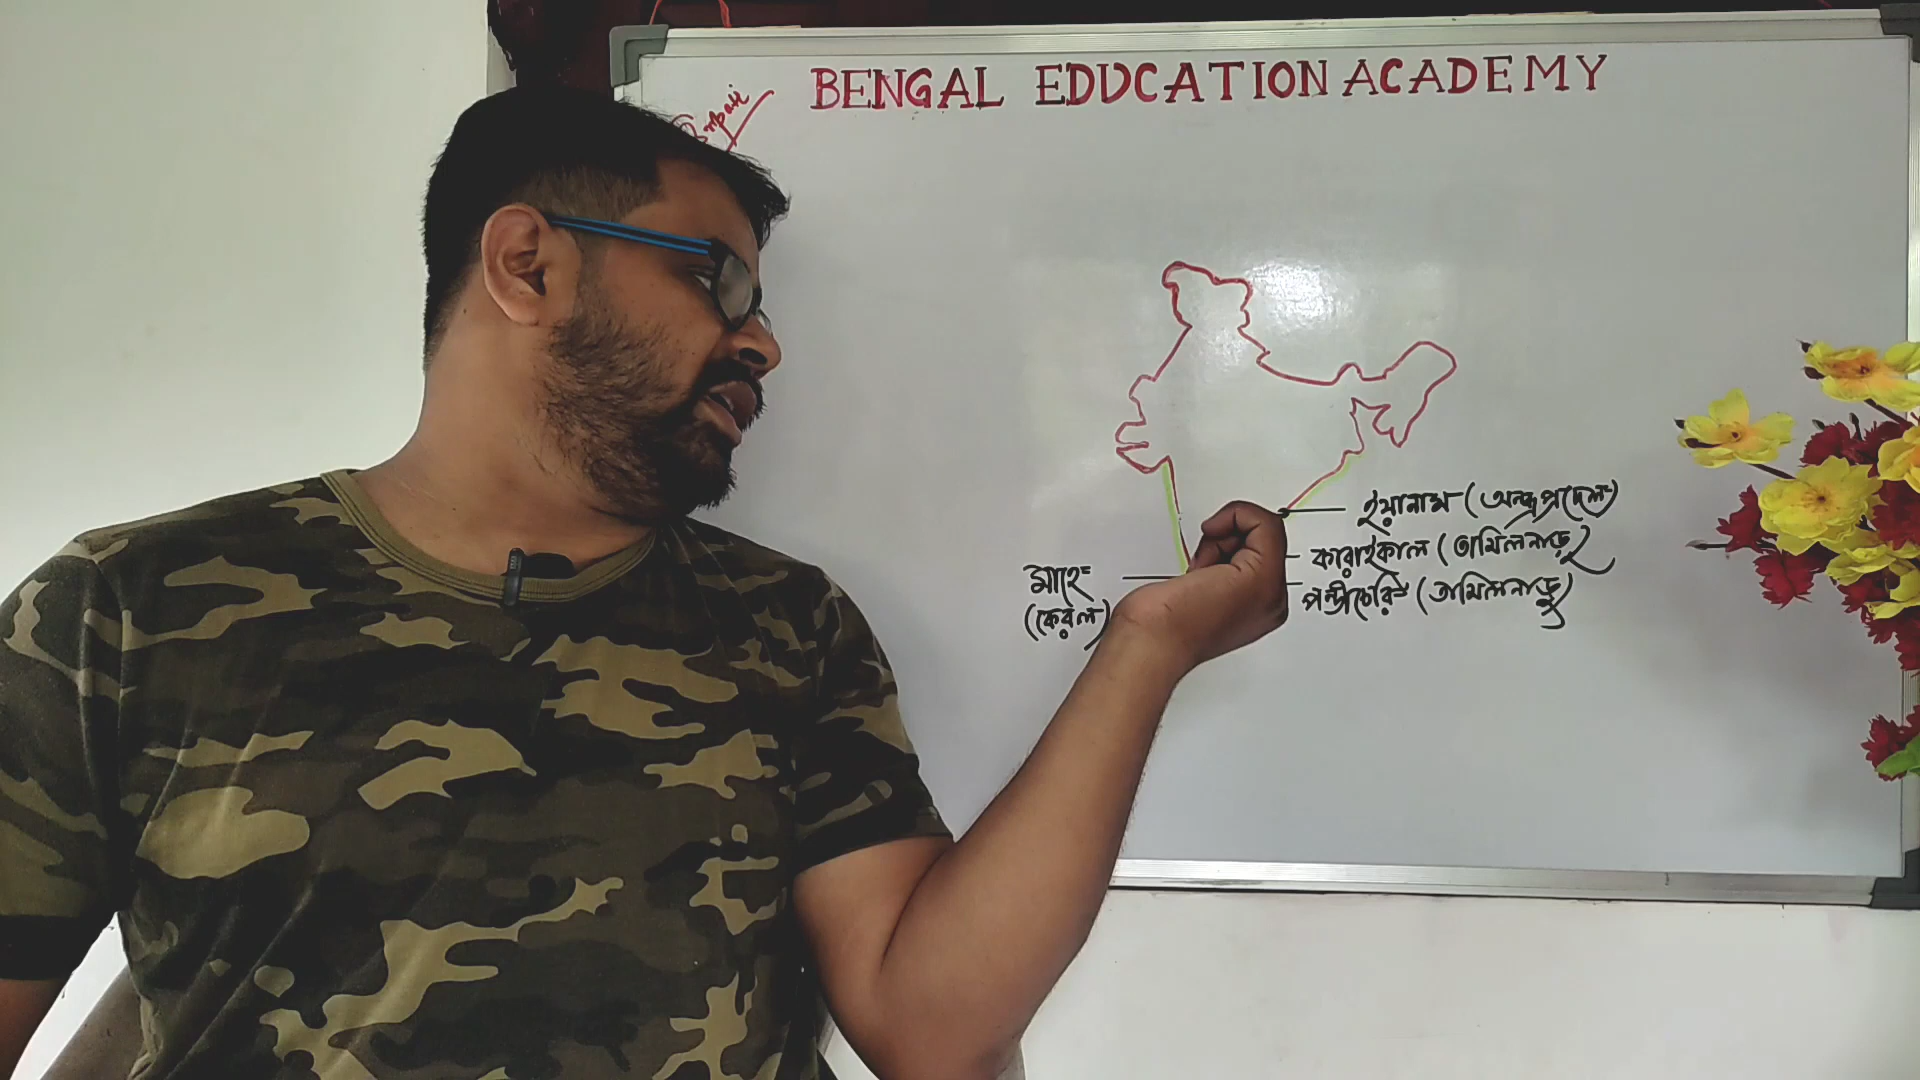 BENGAL EDUCATION ACADEMY
ইয়ানাম (অন্ধ্রপ্রদেশ)
কারাইকাল (তামিলনাড়ু)
পন্ডীচেরি (তামিলনাড়ু)
মাহে
(কেরল)